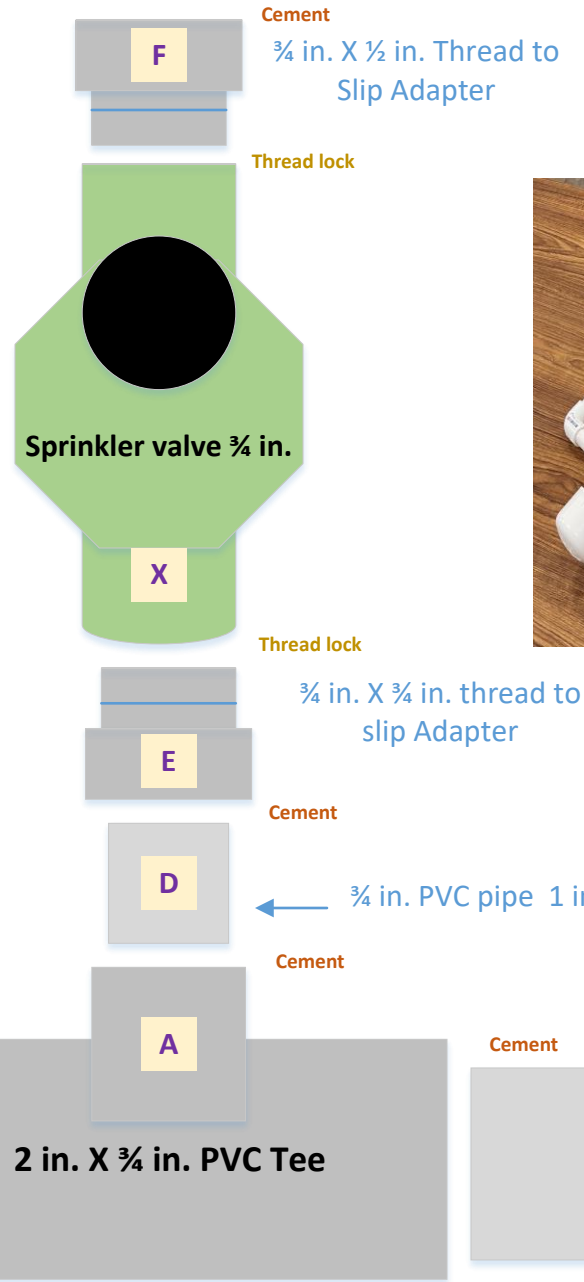 Cement
F
¾ in. X ½ in. Thread to
Slip Adapter
Thread lock
Sprinkler valve ¾ in.
X
Thread lock
¾ in. X ¾ in. thread to
slip Adapter
E
Cement
D
¾ in. PVC pipe 1 in
Cement
A
Cement
2 in. X ¾ in. PVC Tee